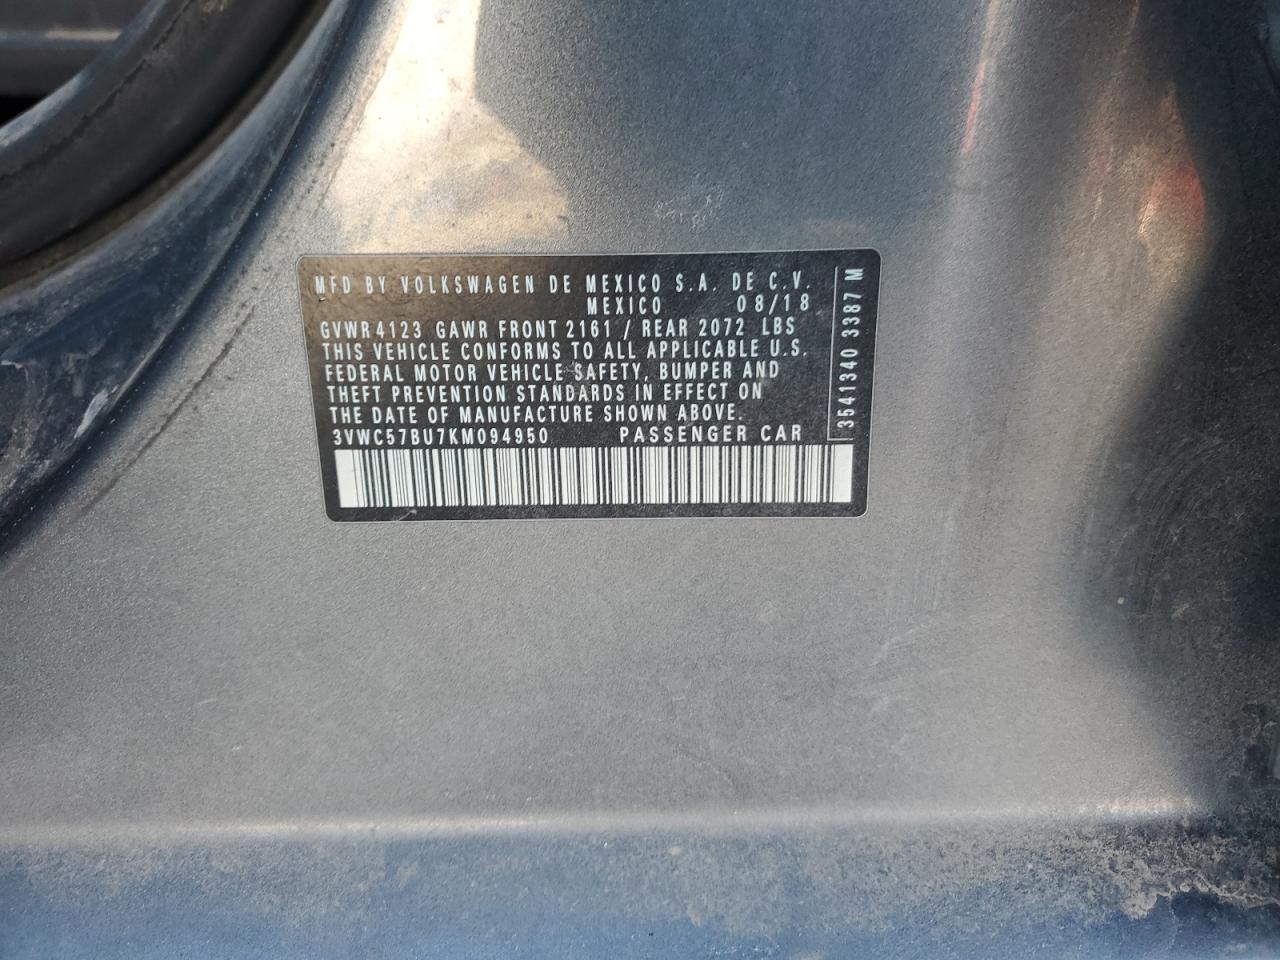 MFD BY VOLKSWAGEN DE MEXICO S.A. DE C.V.
MEXICO 08/18
GVWR 4123 GAWR FRONT 2161 / REAR 2072 LBS
THIS VEHICLE CONFORMS TO ALL APPLICABLE U.S.
FEDERAL MOTOR VEHICLE SAFETY, BUMPER AND
THEFT PREVENTION STANDARDS IN EFFECT ON
THE DATE OF MANUFACTURE SHOWN ABOVE.
3VWC57BU7KM094950 PASSENGER CAR
3541340 3387 M